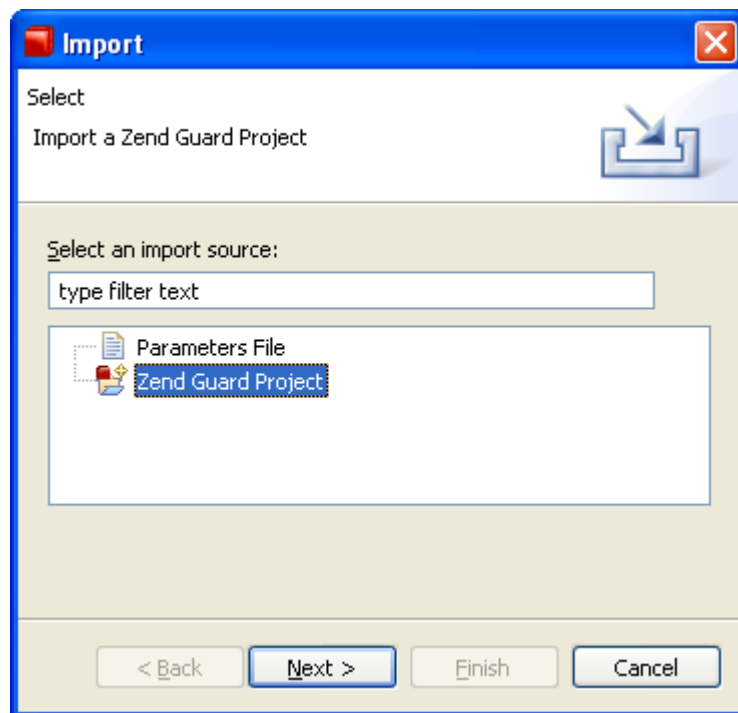 Import
Select
Import a Zend Guard Project
Select an import source:
type filter text
Parameters File
Zend Guard Project
< Back Next > Finish Cancel